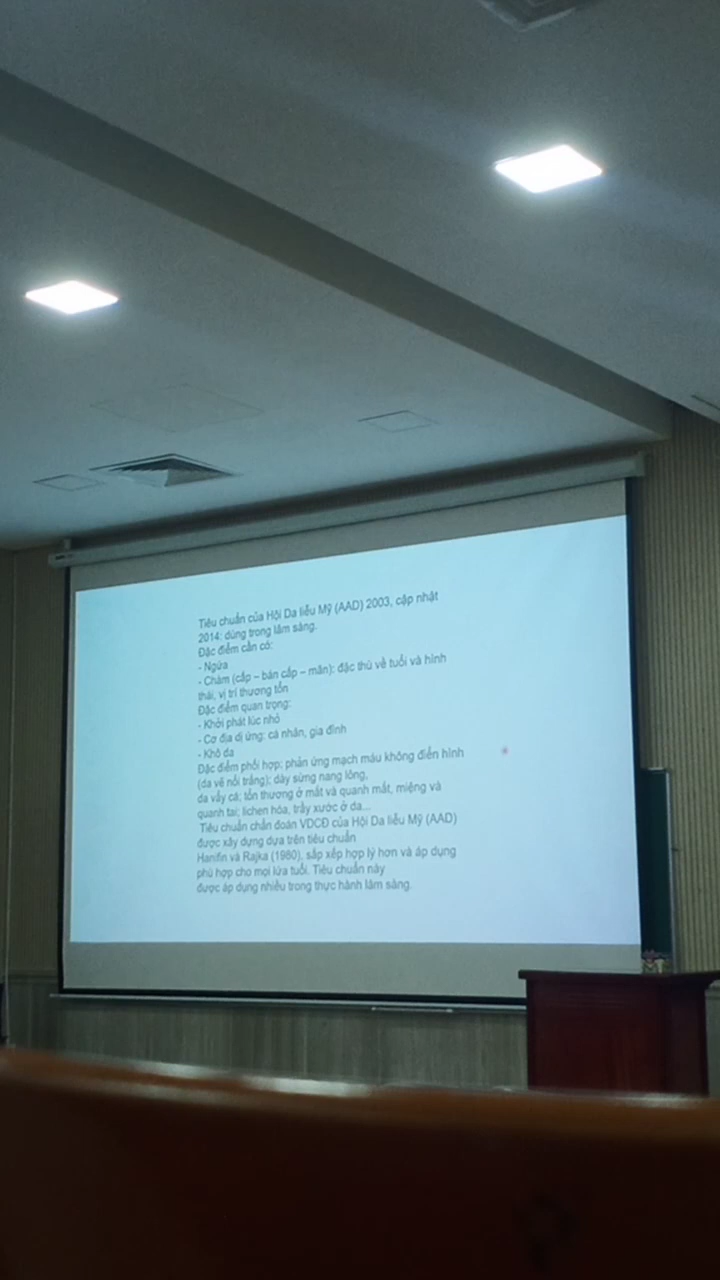 Tiêu chuẩn của Hội Da liễu Mỹ (AAD) 2003, cập nhật
2014: dùng trong lâm sàng.
Đặc điểm cần có:
- Ngứa
- Chàm (cấp – bán cấp – mãn): đặc thù về tuổi và hình
thái, vị trí thương tổn
Đặc điểm quan trọng:
- Khởi phát lúc nhỏ
- Cơ địa dị ứng: cá nhân, gia đình
- Khô da
Đặc điểm phối hợp: phản ứng mạch máu không điển hình
(da vẽ nổi trắng); dày sừng nang lông,
da vảy cá; tổn thương ở mắt và quanh mắt, miệng và
quanh tai; lichen hóa, trầy xước ở da...
Tiêu chuẩn chẩn đoán VDCĐ của Hội Da liễu Mỹ (AAD)
được xây dựng dựa trên tiêu chuẩn
Hanifin và Rajka (1980), sắp xếp hợp lý hơn và áp dụng
phù hợp cho mọi lứa tuổi. Tiêu chuẩn này
được áp dụng nhiều trong thực hành lâm sàng.